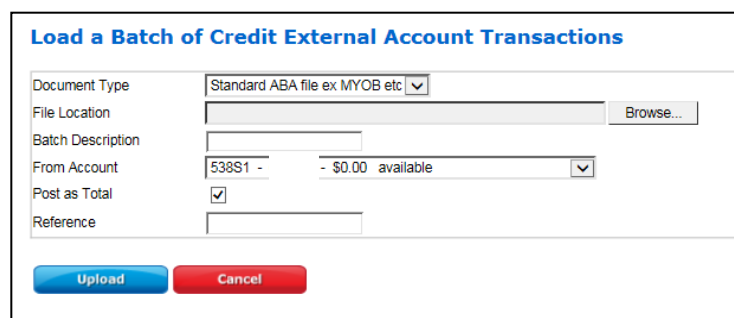 Load a Batch of Credit External Account Transactions
Document Type Standard ABA file ex MYOB etc
File Location Browse...
Batch Description
From Account 538S1 - - $0.00 available
Post as Total
Reference
Upload Cancel